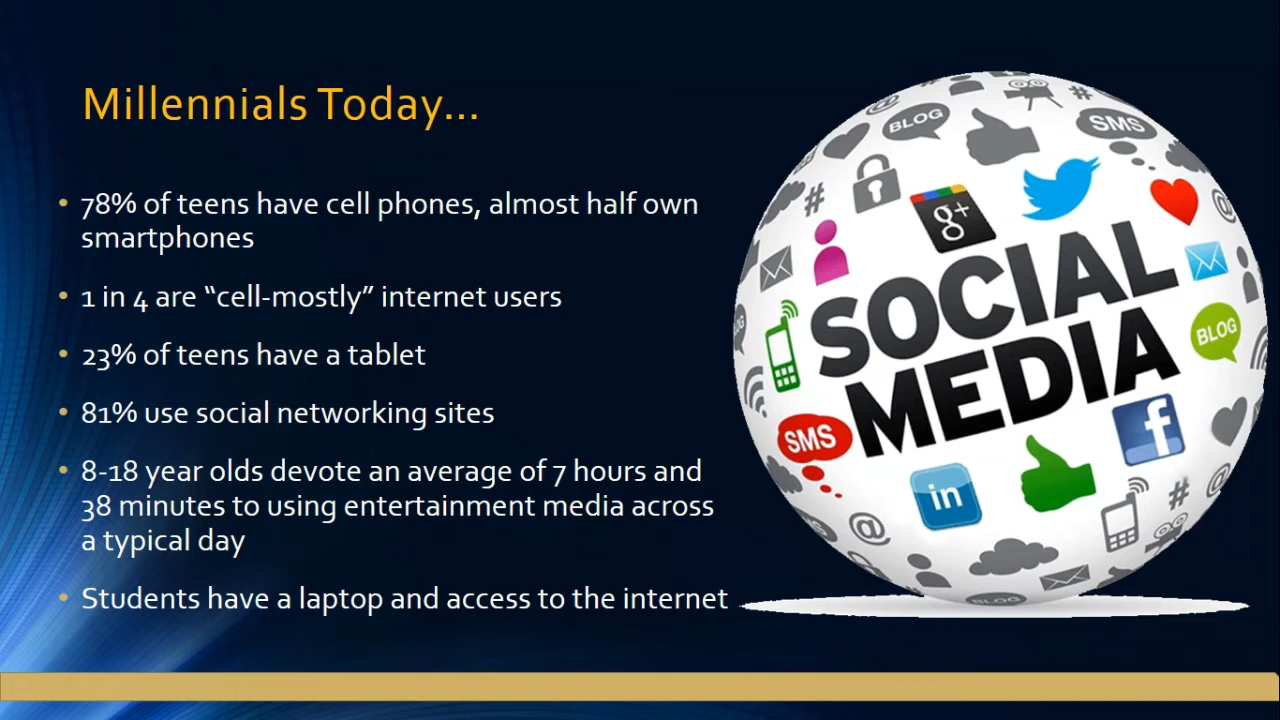 Millennials Today...
• 78% of teens have cell phones, almost half own
smartphones
• 1 in 4 are “cell-mostly” internet users
• 23% of teens have a tablet
• 81% use social networking sites
• 8-18 year olds devote an average of 7 hours and
38 minutes to using entertainment media across
a typical day
• Students have a laptop and access to the internet
BLOG
SMS
@
#
#
g+
@
SOCIAL
MEDIA
BLOG
SMS
f
in
#
@
@
BLOG